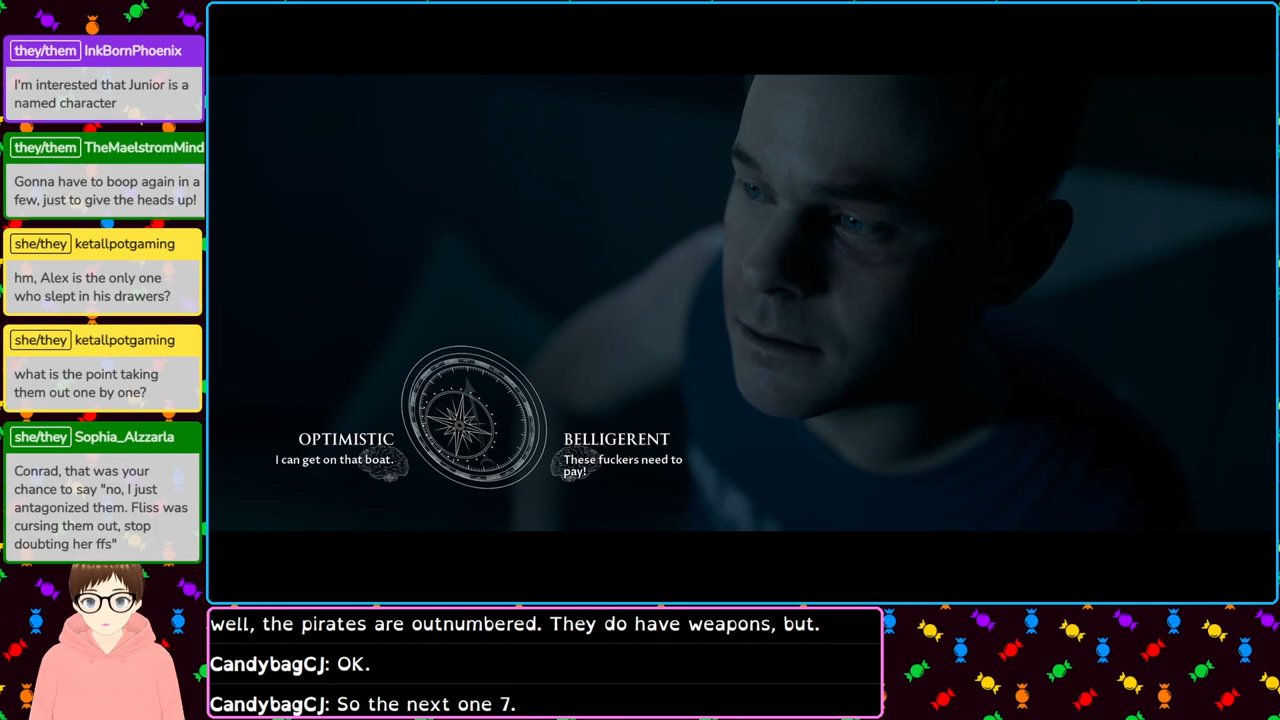 they/them InkBornPhoenix
I'm interested that Junior is a
named character
they/them TheMaelstromMind
Gonna have to boop again in a
few, just to give the heads up!
she/they ketallpotgaming
hm, Alex is the only one
who slept in his drawers?
she/they ketallpotgaming
what is the point taking
them out one by one?
she/they Sophia_Alzzarla
Conrad, that was your
chance to say "no, I just
antagonized them. Fliss was
cursing them out, stop
doubting her ffs"
OPTIMISTIC
I can get on that boat.
BELLIGERENT
These fuckers need to
pay!
well, the pirates are outnumbered. They do have weapons, but.
CandybagCJ: OK.
CandybagCJ: So the next one 7.